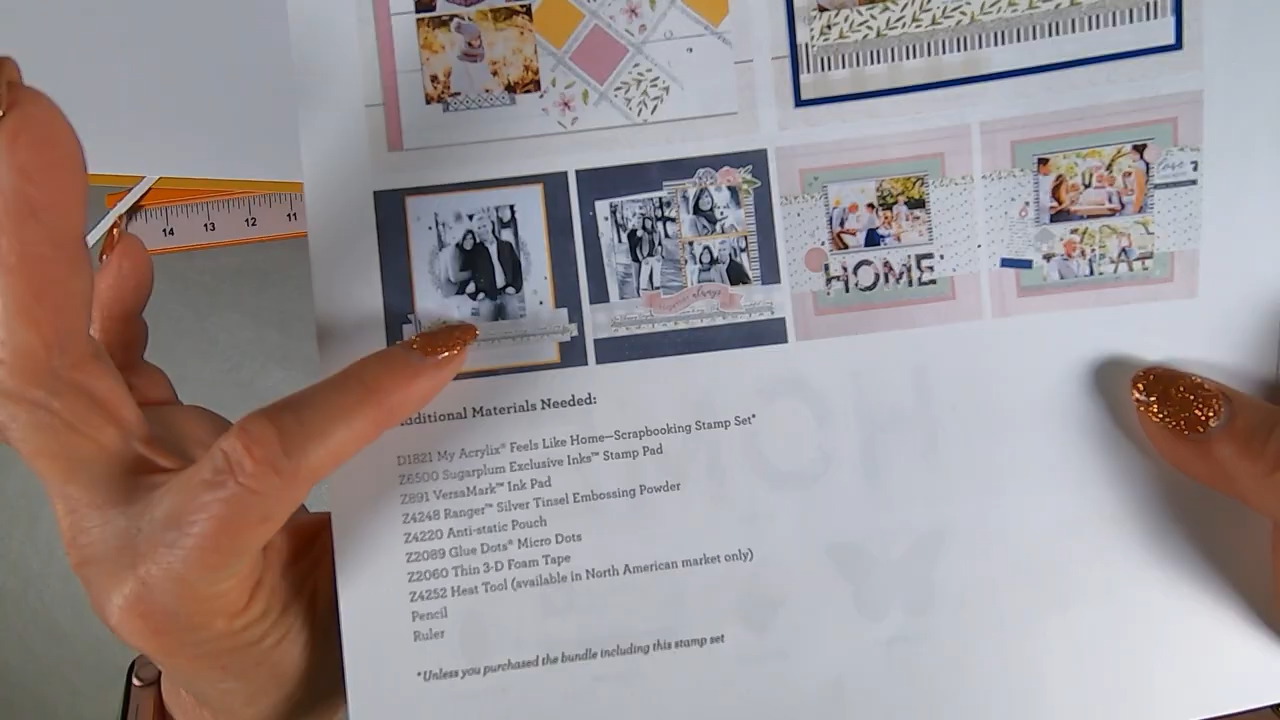 14 13 12 11
HOME
always
love
Additional Materials Needed:
D1821 My Acrylix® Feels Like Home—Scrapbooking Stamp Set*
Z6500 Sugarplum Exclusive Inks™ Stamp Pad
Z891 VersaMark™ Ink Pad
Z4248 Ranger™ Silver Tinsel Embossing Powder
Z4220 Anti-static Pouch
Z2089 Glue Dots® Micro Dots
Z2060 Thin 3-D Foam Tape
Z4252 Heat Tool (available in North American market only)
Pencil
Ruler
*Unless you purchased the bundle including this stamp set